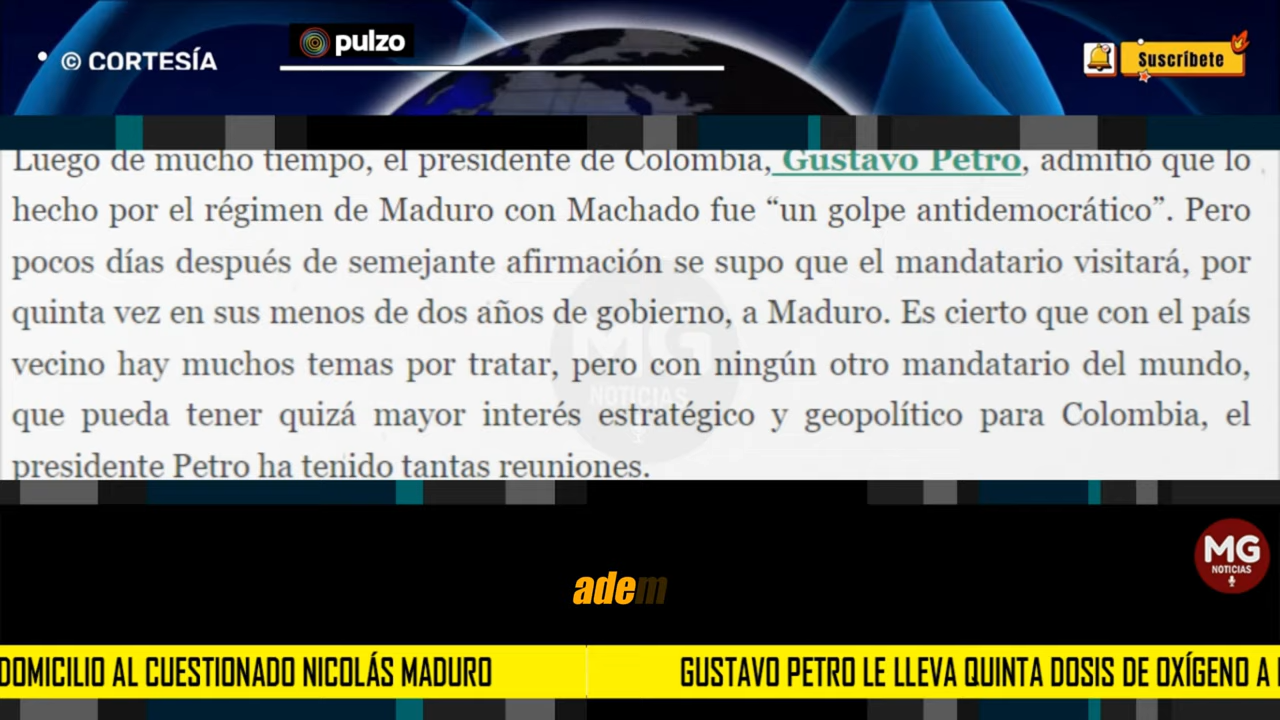 © CORTESÍA
pulzo
Suscríbete
Luego de mucho tiempo, el presidente de Colombia, Gustavo Petro, admitió que lo
hecho por el régimen de Maduro con Machado fue “un golpe antidemocrático”. Pero
pocos días después de semejante afirmación se supo que el mandatario visitará, por
quinta vez en sus menos de dos años de gobierno, a Maduro. Es cierto que con el país
vecino hay muchos temas por tratar, pero con ningún otro mandatario del mundo,
que pueda tener quizá mayor interés estratégico y geopolítico para Colombia, el
presidente Petro ha tenido tantas reuniones.
MG
NOTICIAS
MG
NOTICIAS
adem
DOMICILIO AL CUESTIONADO NICOLÁS MADURO
GUSTAVO PETRO LE LLEVA QUINTA DOSIS DE OXÍGENO A